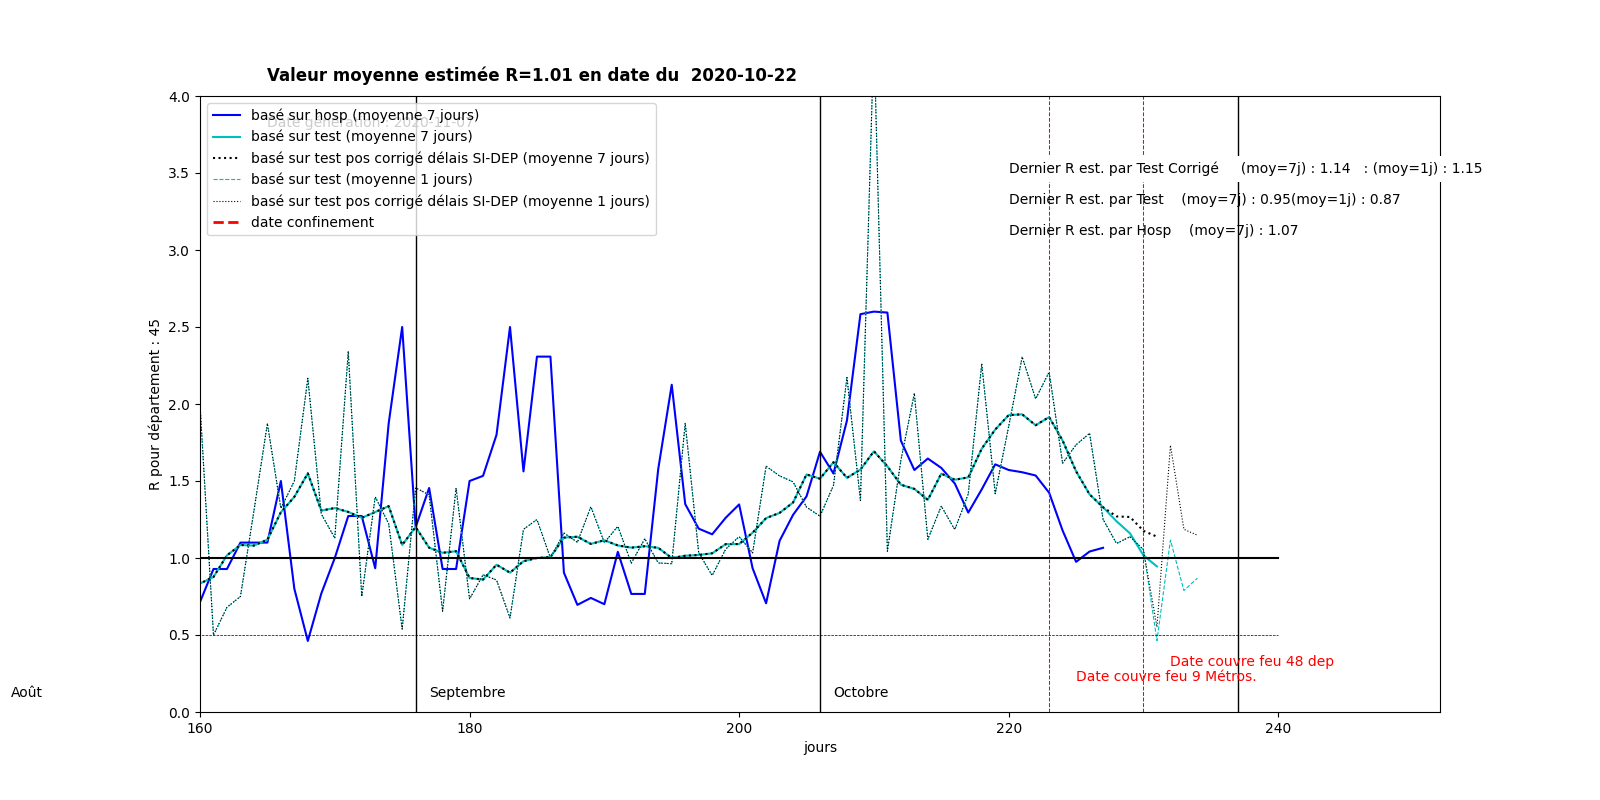 Valeur moyenne estimée R=1.01 en date du  2020-10-22
Date génération : 2020-11-07
basé sur hosp (moyenne 7 jours)
basé sur test (moyenne 7 jours)
basé sur test pos corrigé délais SI-DEP (moyenne 7 jours)
basé sur test (moyenne 1 jours)
basé sur test pos corrigé délais SI-DEP (moyenne 1 jours)
date confinement
Dernier R est. par Test Corrigé     (moy=7j) : 1.14   : (moy=1j) : 1.15
Dernier R est. par Test    (moy=7j) : 0.95(moy=1j) : 0.87
Dernier R est. par Hosp    (moy=7j) : 1.07
4.0
3.5
3.0
2.5
2.0
1.5
1.0
0.5
0.0
R pour département : 45
Date couvre feu 48 dep
Date couvre feu 9 Métros.
Août
Septembre
Octobre
160
180
200
220
240
jours